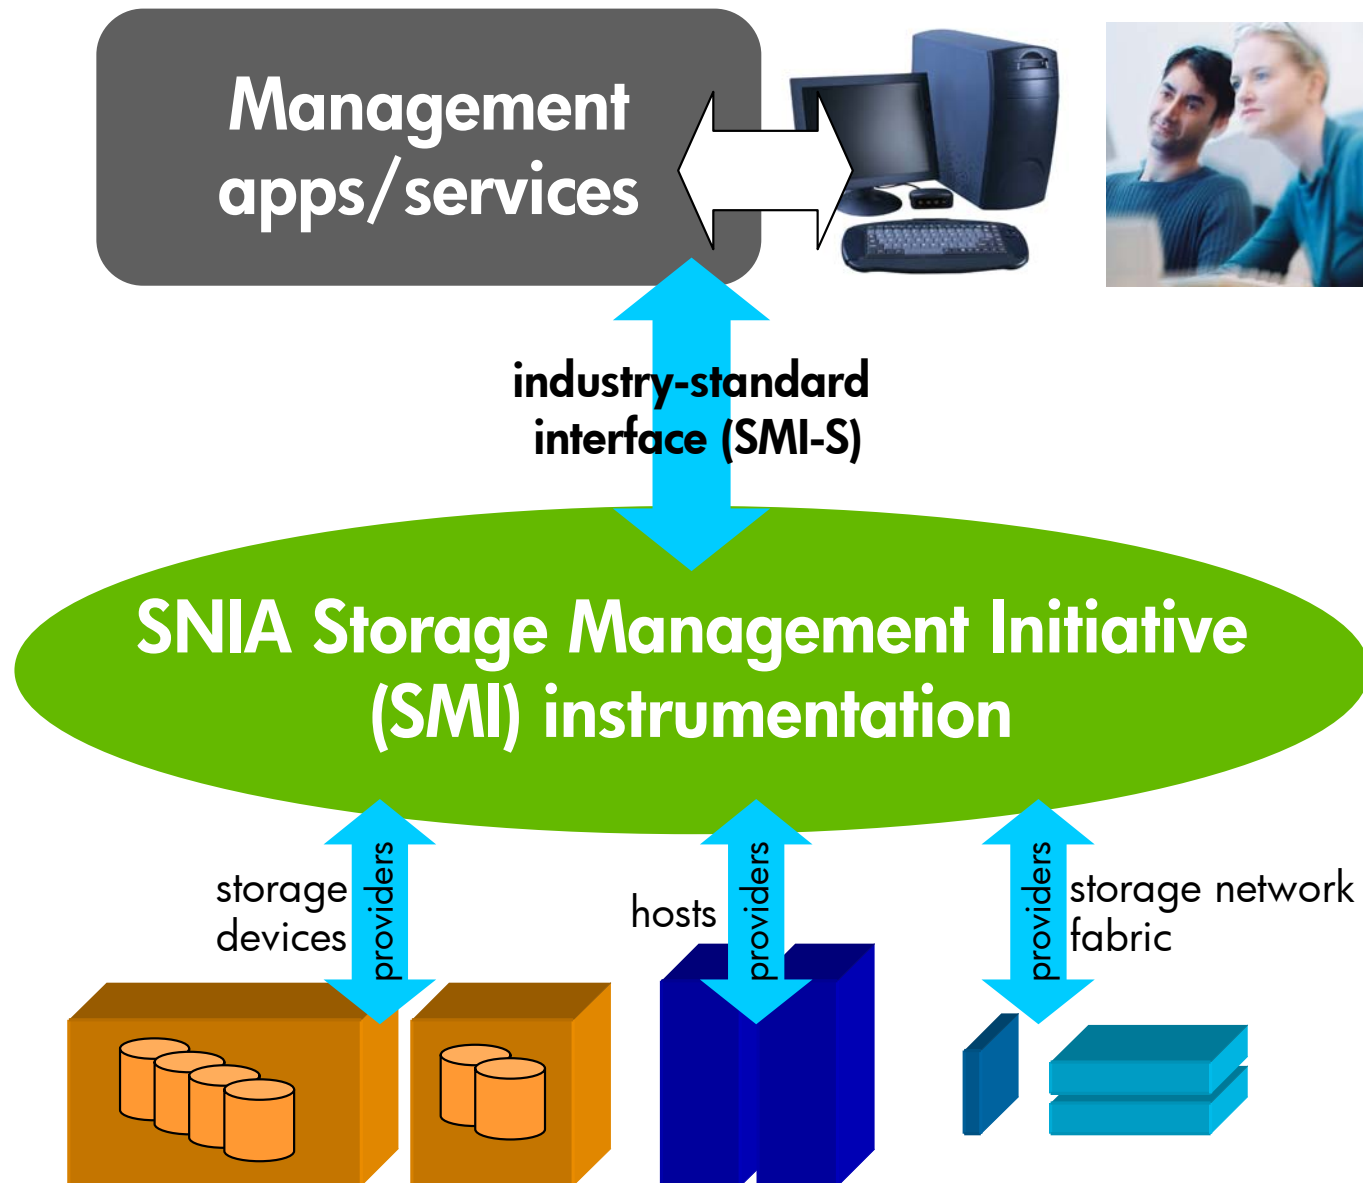 Management
apps/services
industry-standard
interface (SMI-S)
SNIA Storage Management Initiative
(SMI) instrumentation
storage
devices
providers
hosts
providers
providers
storage network
fabric